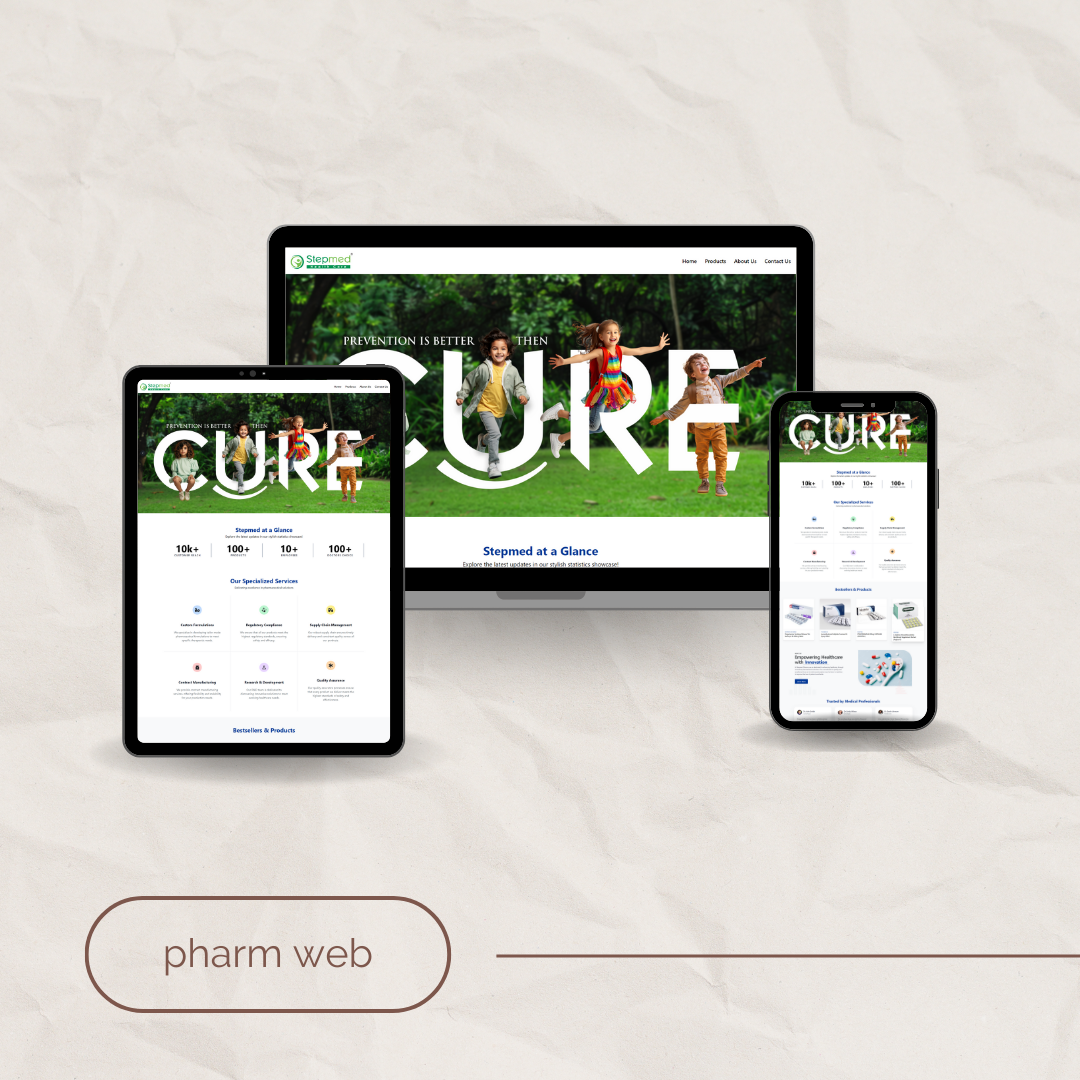 Stepmed
Health Care
Home Products About Us Contact Us
PREVENTION IS BETTER THEN
CURE
Stepmed at a Glance
Explore the latest updates in our stylish statistics showcase!
Stepmed
Home Products About Us Contact Us
PREVENTION IS BETTER THEN
CURE
Stepmed at a Glance
Explore the latest updates in our stylish statistics showcase!
10k+ 100+ 10+ 100+
Our Specialized Services
Custom Formulations Regulatory Compliance Supply Chain Management
Contract Manufacturing Research & Development Quality Assurance
Bestsellers & Products
CURE
Stepmed at a Glance
10k+ 100+ 10+ 100+
Our Specialized Services
Bestsellers & Products
Empowering Healthcare
with Innovation
Trusted by Medical Professionals
pharm web